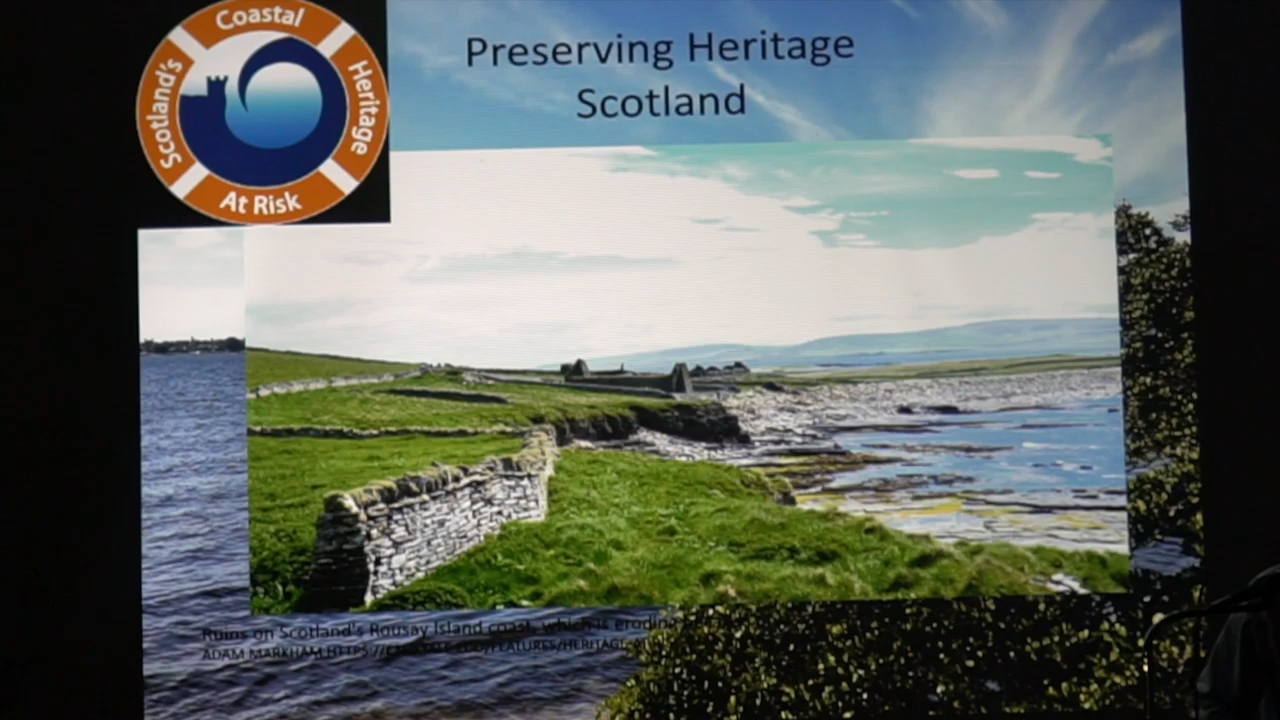 Coastal
Heritage
Scotland's
At Risk
Preserving Heritage
Scotland
Ruins on Scotland's Rousay Island coast, which is eroding
ADAM MARKHAM HTTPS://